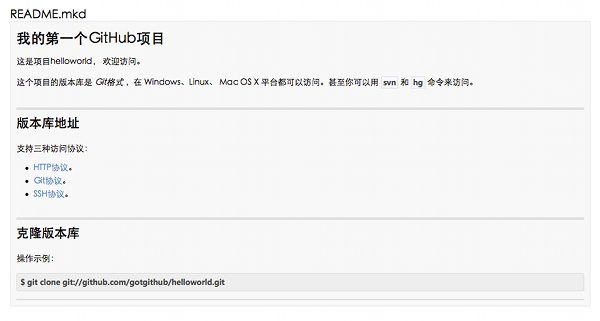 README.mkd
我的第一个GitHub项目
这是项目helloworld， 欢迎访问。
这个项目的版本库是 Git格式 ，在 Windows、Linux、 Mac OS X 平台都可以访问。甚至你可以用 svn 和 hg 命令来访问。
版本库地址
支持三种访问协议：
• HTTP协议。
• Git协议。
• SSH协议。
克隆版本库
操作示例：
$ git clone git://github.com/gotgithub/helloworld.git